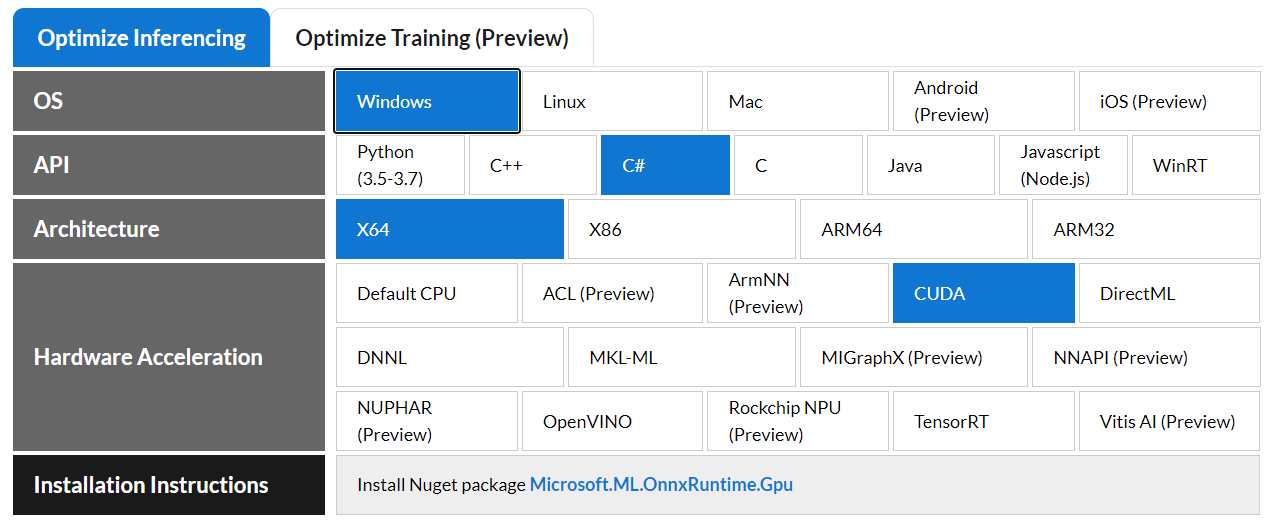 Optimize Inferencing
Optimize Training (Preview)
OS
Windows
Linux
Mac
Android
(Preview)
iOS (Preview)
API
Python
(3.5-3.7)
C++
C#
C
Java
Javascript
(Node.js)
WinRT
Architecture
X64
X86
ARM64
ARM32
Hardware Acceleration
Default CPU
ACL (Preview)
ArmNN
(Preview)
CUDA
DirectML
DNNL
MKL-ML
MIGraphX (Preview)
NNAPI (Preview)
NUPHAR
(Preview)
OpenVINO
Rockchip NPU
(Preview)
TensorRT
Vitis AI (Preview)
Installation Instructions
Install Nuget package Microsoft.ML.OnnxRuntime.Gpu